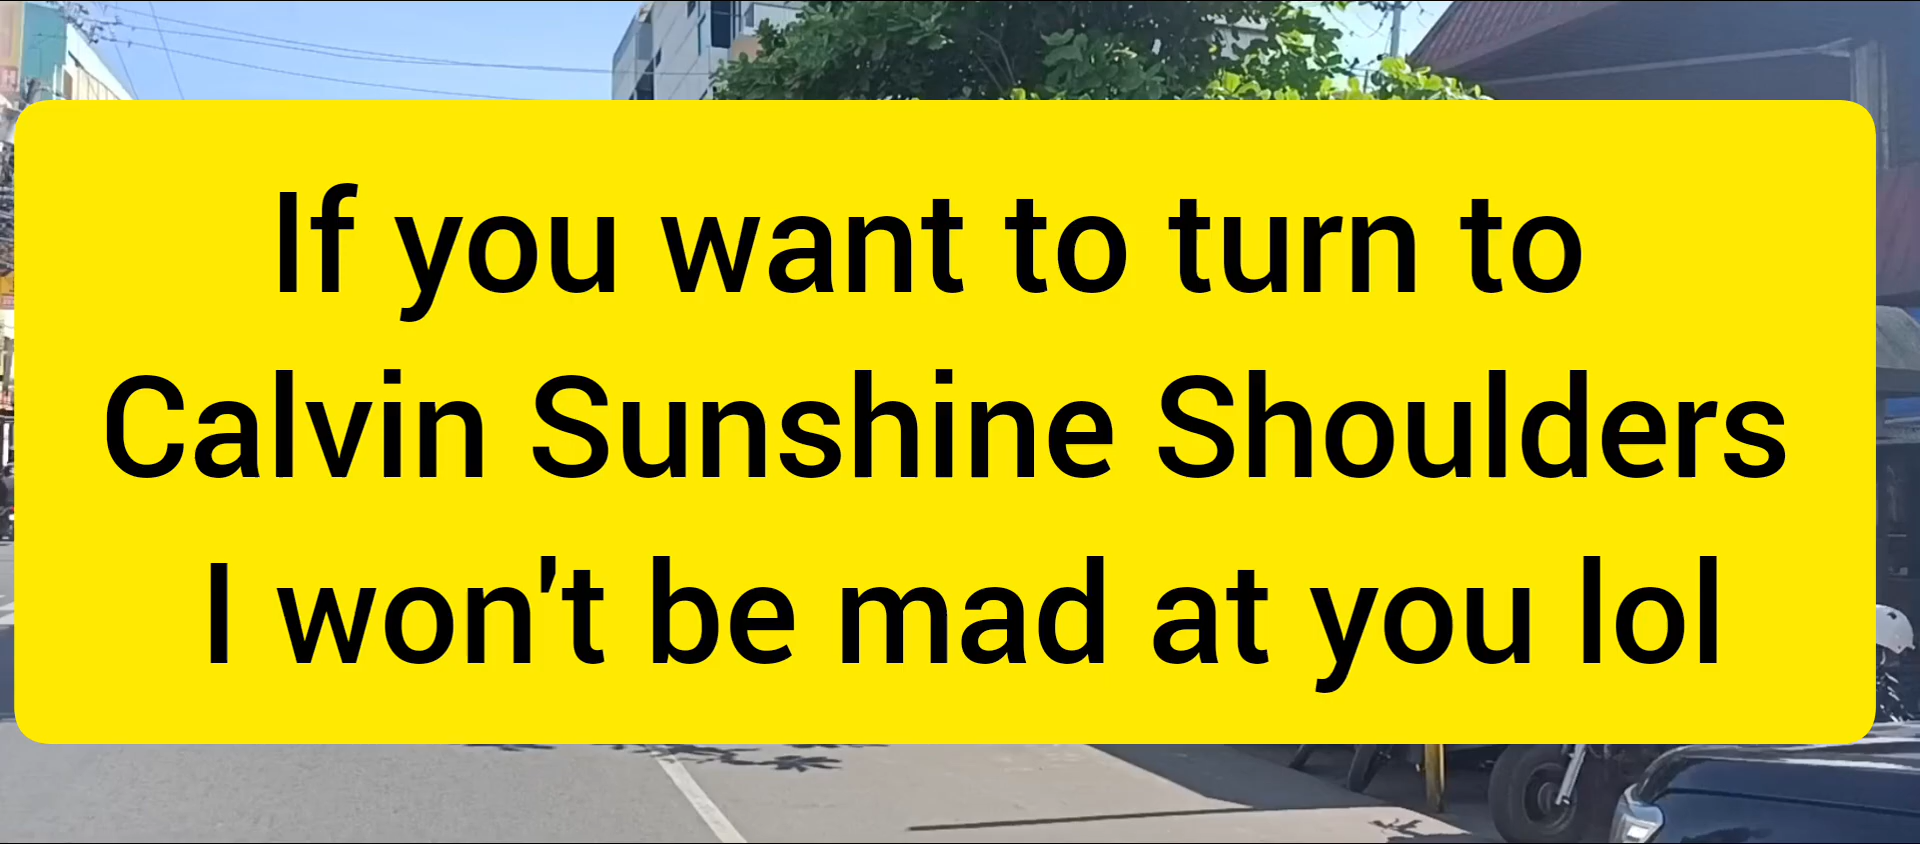 If you want to turn to
Calvin Sunshine Shoulders
I won't be mad at you lol